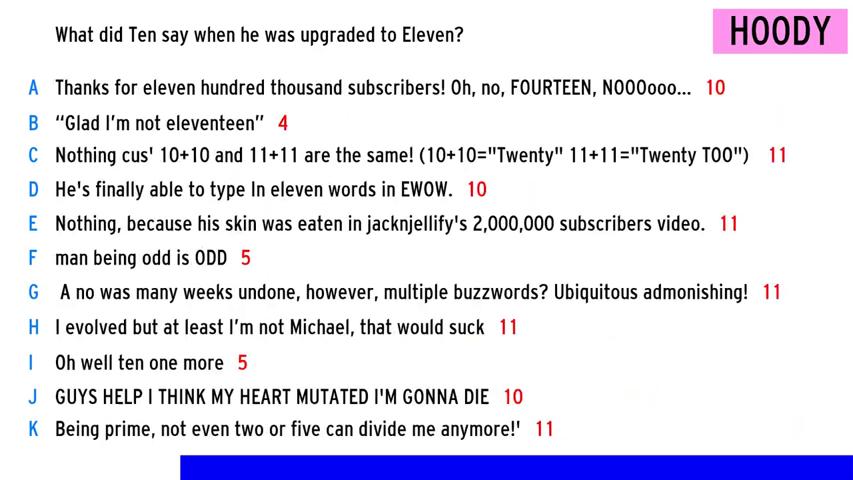 What did Ten say when he was upgraded to Eleven?
HOODY
A Thanks for eleven hundred thousand subscribers! Oh, no, FOURTEEN, NOOOooo... 10
B “Glad I’m not eleventeen” 4
C Nothing cus' 10+10 and 11+11 are the same! (10+10="Twenty" 11+11="Twenty TOO") 11
D He's finally able to type In eleven words in EWOW. 10
E Nothing, because his skin was eaten in jacknjellify's 2,000,000 subscribers video. 11
F man being odd is ODD 5
G A no was many weeks undone, however, multiple buzzwords? Ubiquitous admonishing! 11
H I evolved but at least I’m not Michael, that would suck 11
I Oh well ten one more 5
J GUYS HELP I THINK MY HEART MUTATED I'M GONNA DIE 10
K Being prime, not even two or five can divide me anymore!' 11